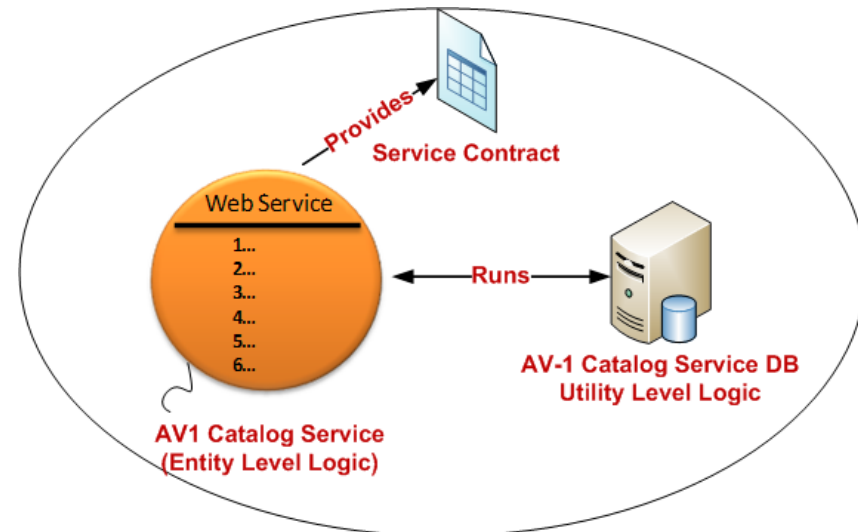 Provides
Service Contract
Web Service
1...
2...
3...
4...
5...
6...
Runs
AV-1 Catalog Service DB
Utility Level Logic
AV1 Catalog Service
(Entity Level Logic)